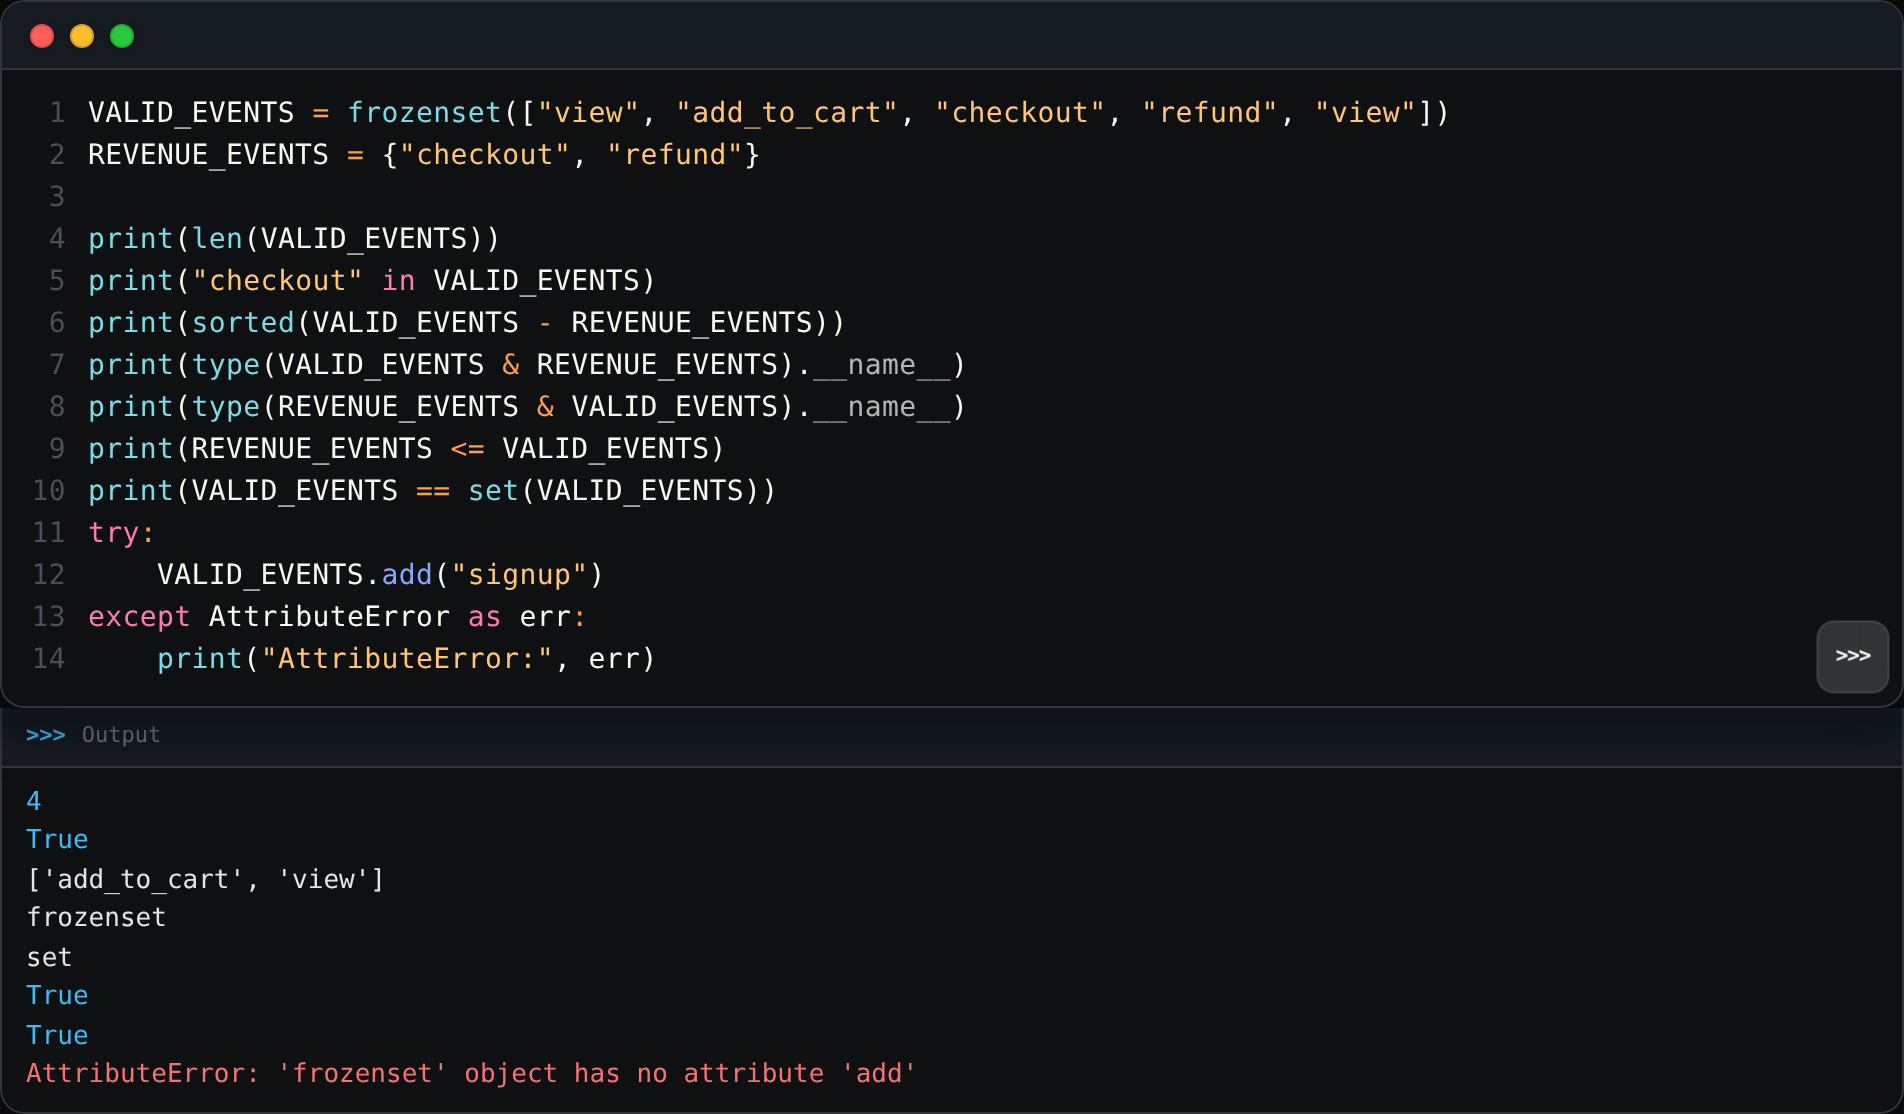 1 VALID_EVENTS = frozenset(["view", "add_to_cart", "checkout", "refund", "view"])
2 REVENUE_EVENTS = {"checkout", "refund"}
3
4 print(len(VALID_EVENTS))
5 print("checkout" in VALID_EVENTS)
6 print(sorted(VALID_EVENTS - REVENUE_EVENTS))
7 print(type(VALID_EVENTS & REVENUE_EVENTS).__name__)
8 print(type(REVENUE_EVENTS & VALID_EVENTS).__name__)
9 print(REVENUE_EVENTS <= VALID_EVENTS)
10 print(VALID_EVENTS == set(VALID_EVENTS))
11 try:
12     VALID_EVENTS.add("signup")
13 except AttributeError as err:
14     print("AttributeError:", err)
>>>
>>> Output
4
True
['add_to_cart', 'view']
frozenset
set
True
True
AttributeError: 'frozenset' object has no attribute 'add'